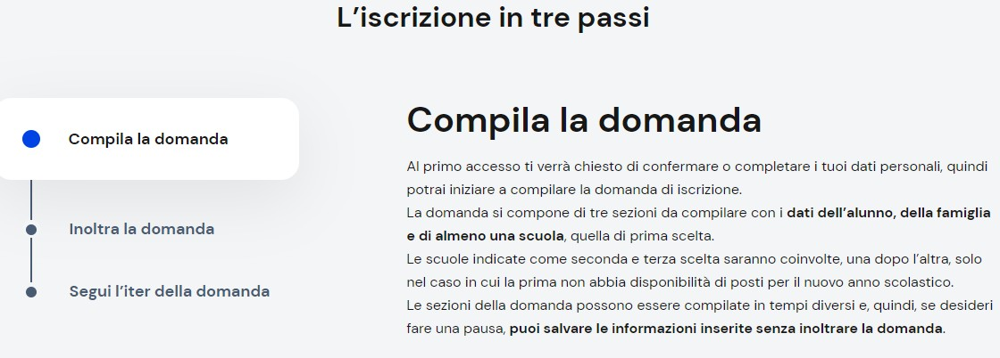 L’iscrizione in tre passi
Compila la domanda
Inoltra la domanda
Segui l’iter della domanda
Compila la domanda
Al primo accesso ti verrà chiesto di confermare o completare i tuoi dati personali, quindi
potrai iniziare a compilare la domanda di iscrizione.
La domanda si compone di tre sezioni da compilare con i dati dell’alunno, della famiglia
e di almeno una scuola, quella di prima scelta.
Le scuole indicate come seconda e terza scelta saranno coinvolte, una dopo l’altra, solo
nel caso in cui la prima non abbia disponibilità di posti per il nuovo anno scolastico.
Le sezioni della domanda possono essere compilate in tempi diversi e, quindi, se desideri
fare una pausa, puoi salvare le informazioni inserite senza inoltrare la domanda.